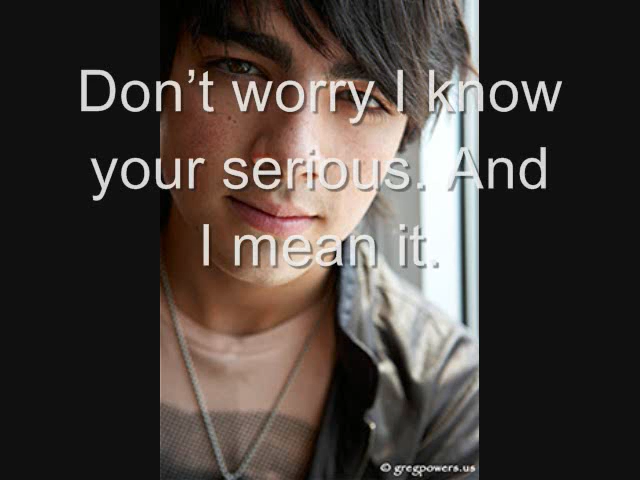 Don’t worry I know
your serious. And
I mean it.
© gregpowers.us